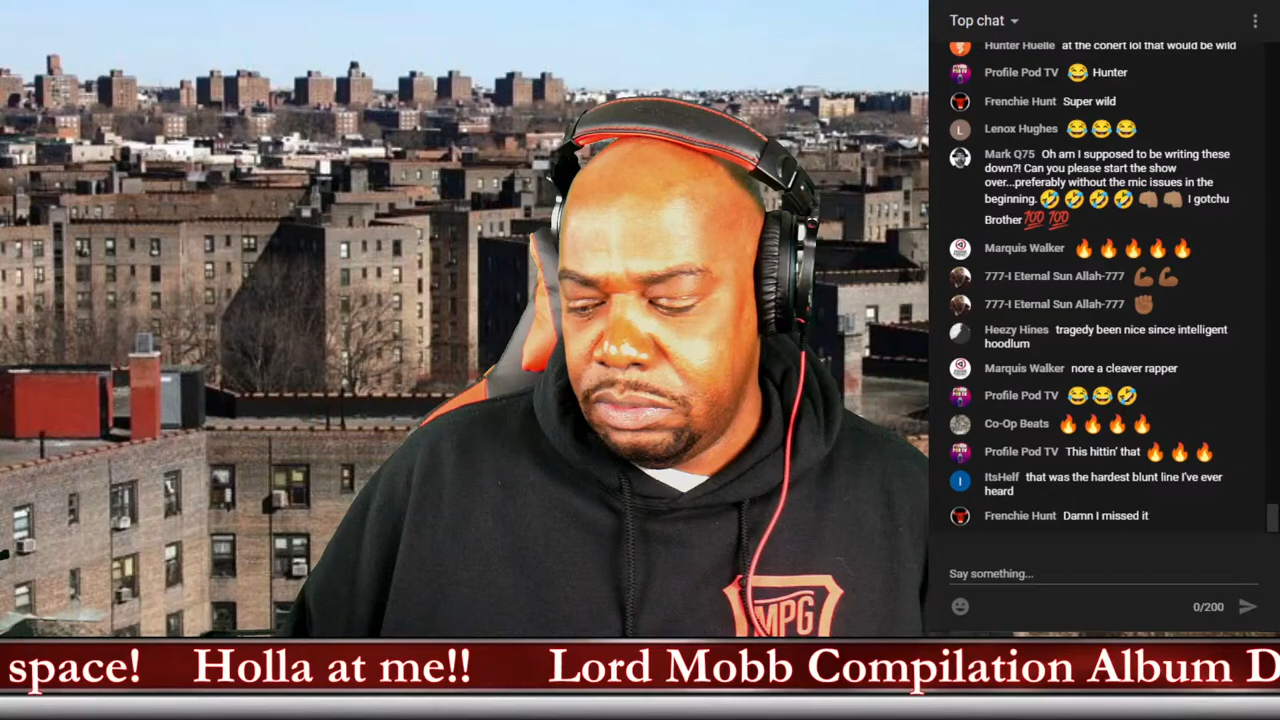 Top chat
Hunter Huelle at the conert lol that would be wild
Profile Pod TV 😂 Hunter
Frenchie Hunt Super wild
L Lenox Hughes 😂😂😂
Mark Q75 Oh am I supposed to be writing these
down?! Can you please start the show
over...preferably without the mic issues in the
beginning. 🤣🤣🤣🤣👊🏽👊🏽 I gotchu
Brother💯💯
Marquis Walker 🔥🔥🔥🔥🔥
777-I Eternal Sun Allah-777 💪🏾💪🏾
777-I Eternal Sun Allah-777 ✊🏾
Heezy Hines tragedy been nice since intelligent
hoodlum
Marquis Walker nore a cleaver rapper
Profile Pod TV 😂😂🤣
Co-Op Beats 🔥🔥🔥🔥
Profile Pod TV This hittin' that 🔥🔥🔥
I ItsHelf that was the hardest blunt line I've ever
heard
Frenchie Hunt Damn I missed it
Say something...
0/200
MPG
space! Holla at me!! Lord Mobb Compilation Album D